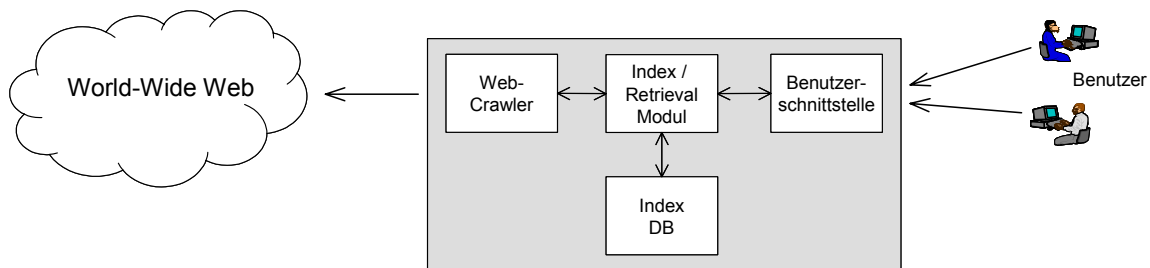 World-Wide Web
Web-
Crawler
Index /
Retrieval
Modul
Benutzer-
schnittstelle
Benutzer
Index
DB